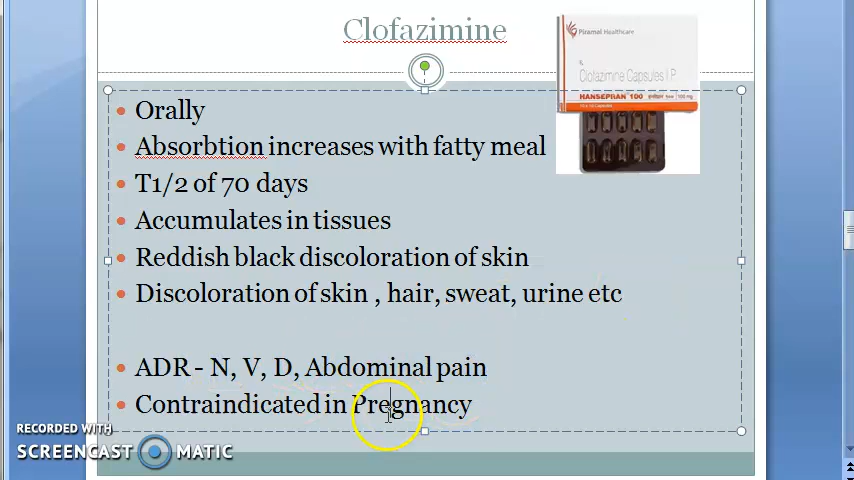 Clofazimine
Piramal Healthcare
Clofazimine Capsules I.P.
HANSEPRAN 100
100 mg
Orally
Absorbtion increases with fatty meal
T1/2 of 70 days
Accumulates in tissues
Reddish black discoloration of skin
Discoloration of skin , hair, sweat, urine etc
ADR - N, V, D, Abdominal pain
Contraindicated in Pregnancy
RECORDED WITH
SCREENCAST MATIC